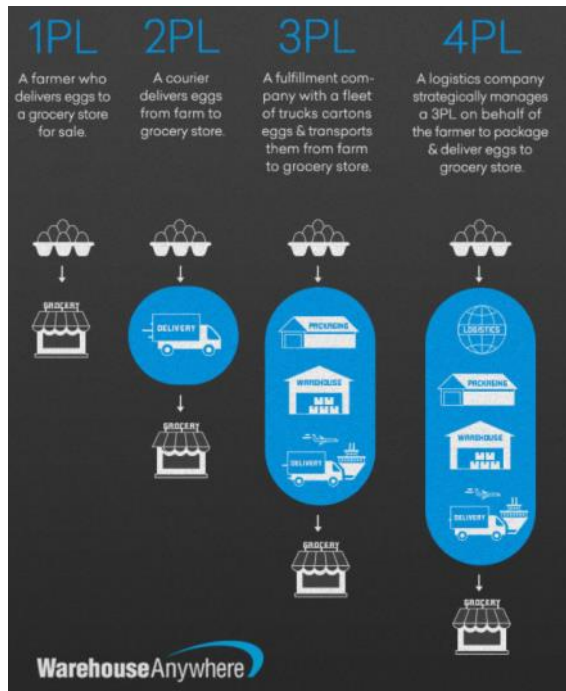 1PL
A farmer who
delivers eggs to
a grocery store
for sale.
2PL
A courier
delivers eggs
from farm to
grocery store.
3PL
A fulfillment com-
pany with a fleet
of trucks cartons
eggs & transports
them from farm
to grocery store.
4PL
A logistics company
strategically manages
a 3PL on behalf of
the farmer to package
& deliver eggs to
grocery store.
GROCERY
DELIVERY
GROCERY
PACKAGING
WAREHOUSE
DELIVERY
GROCERY
LOGISTICS
PACKAGING
WAREHOUSE
DELIVERY
GROCERY
WarehouseAnywhere